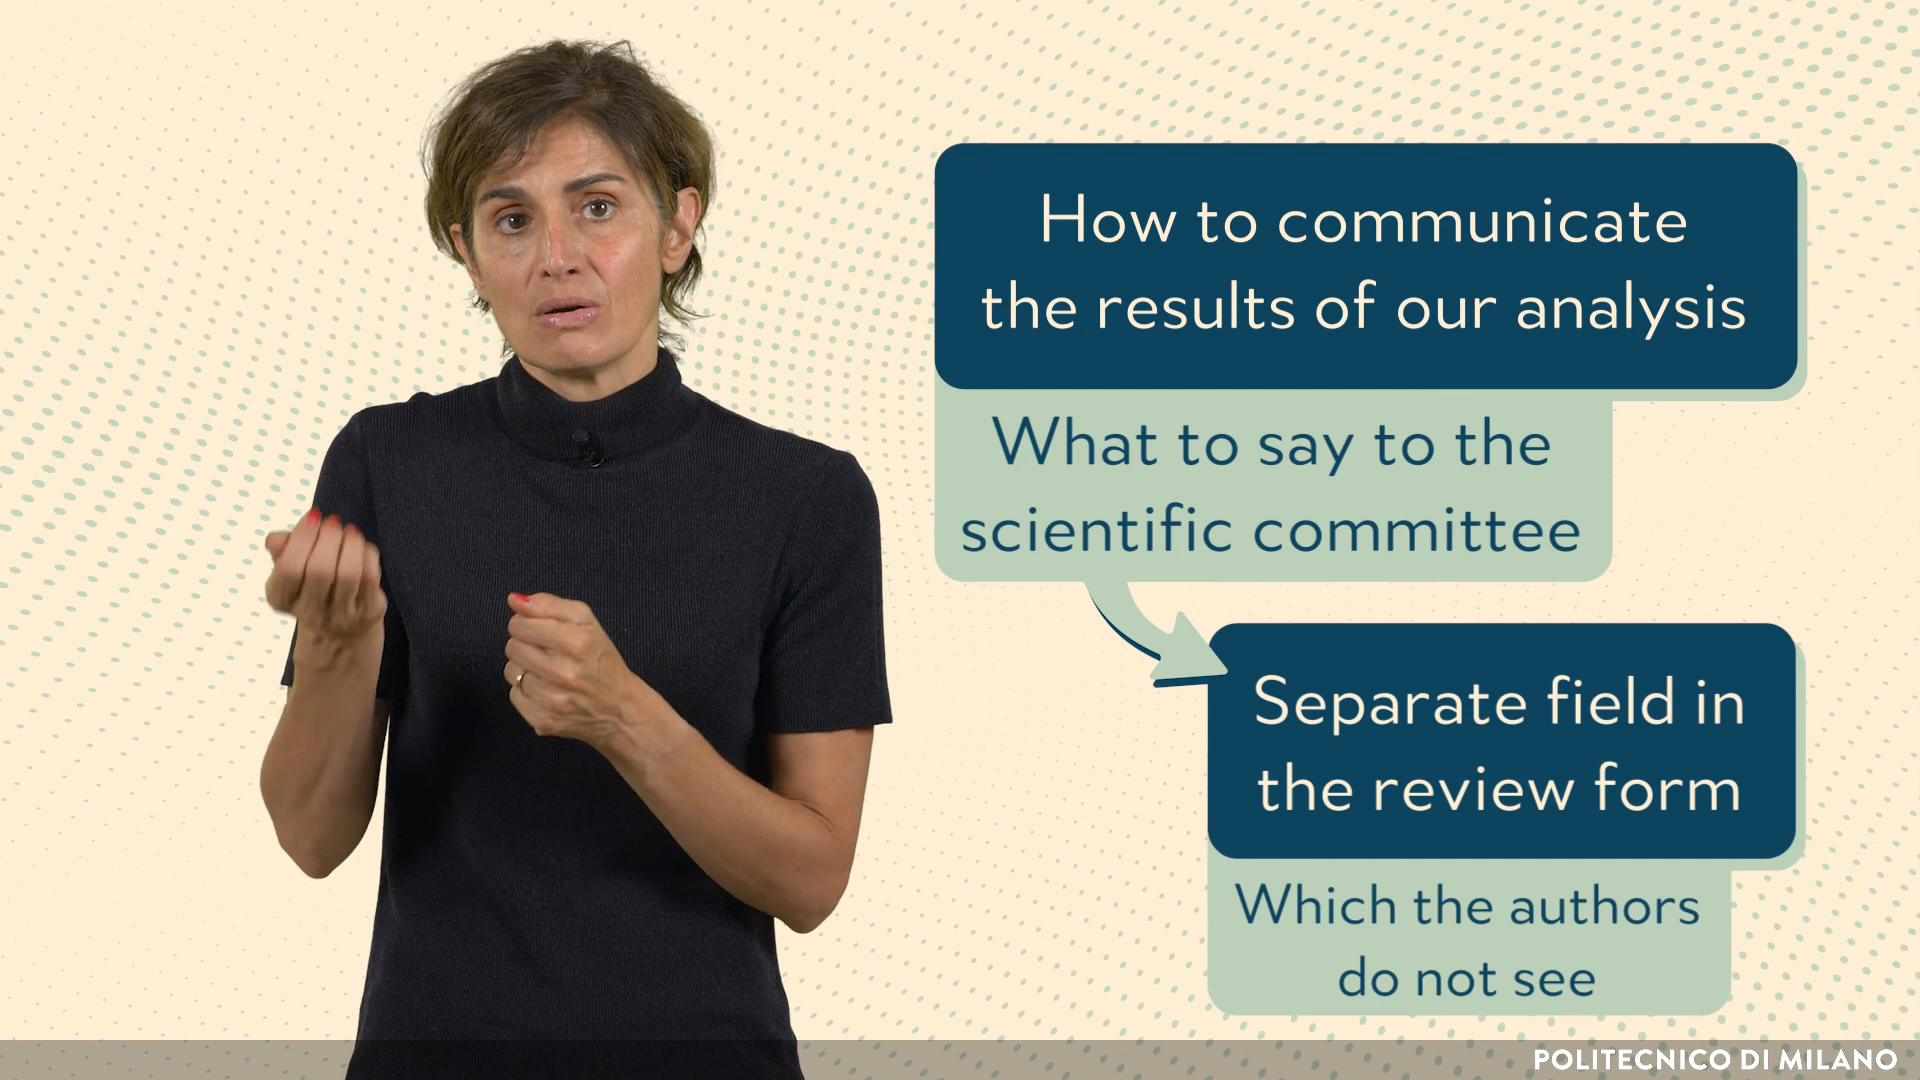 How to communicate
the results of our analysis
What to say to the
scientific committee
Separate field in
the review form
Which the authors
do not see
POLITECNICO DI MILANO